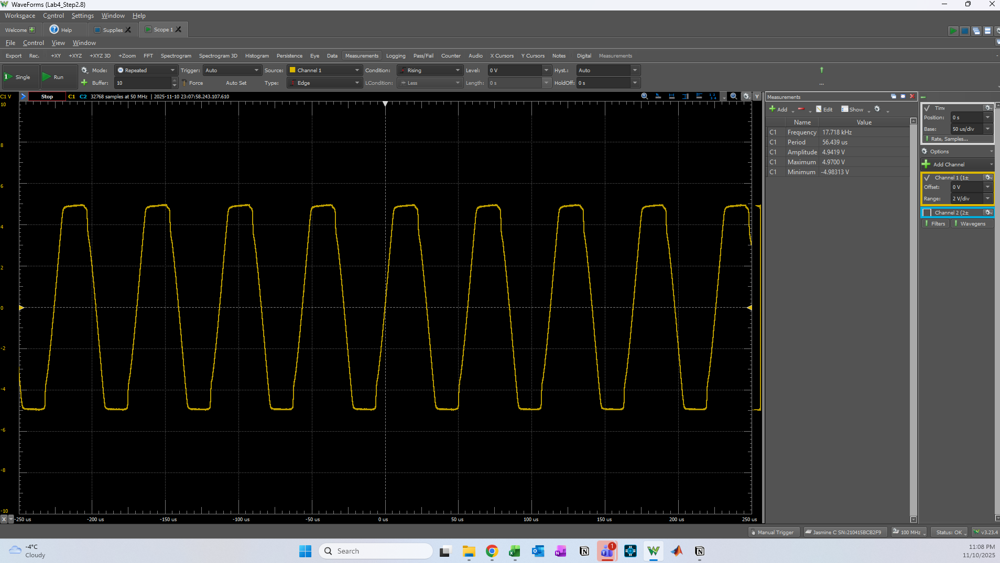 WaveForms (Lab4_Step2.8)
Workspace Control Settings Window Help
Welcome Help Supplies Scope 1
File Control View Window
Export Rec. +XY +XYZ +XYZ 3D +Zoom FFT Spectrogram Spectrogram 3D Histogram Persistence Eye Data Measurements Logging Pass/Fail Counter Audio X Cursors Y Cursors Notes Digital Measurements
1 Single Run Mode: Repeated Trigger: Auto Source: Channel 1 Condition: Rising Level: 0 V Hyst.: Auto
Buffer: 10 Force Auto Set Type: Edge LCondition: Less Length: 0 s HoldOff: 0 s ...
C1 V Stop C1 C2 32768 samples at 50 MHz | 2025-11-10 23:07:58.243.107.610 Y
10
8
6
4
2
0
-2
-4
-6
-8
-10
X -250 us -200 us -150 us -100 us -50 us 0 us 50 us 100 us 150 us 200 us 250 us
Measurements
Add Edit Show
Name Value
C1 Frequency 17.718 kHz
C1 Period 56.439 us
C1 Amplitude 4.9419 V
C1 Maximum 4.9700 V
C1 Minimum -4.98313 V
Time
Position: 0 s
Base: 50 us/div
Rate, Samples...
Options
Add Channel
Channel 1 (1±
Offset: 0 V
Range: 2 V/div
Channel 2 (2±
Filters Wavegens
Manual Trigger Jasmine C SN:210415BCB2F9 100 MHz Status: OK v3.23.4
-4°C
Cloudy
Search
1
11:08 PM
11/10/2025